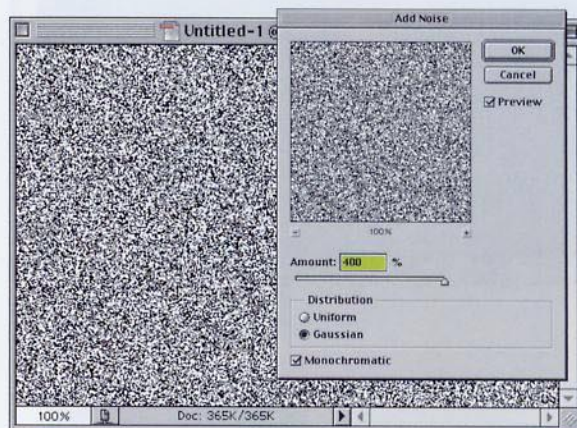 Untitled-1 @
Add Noise
OK
Cancel
Preview
100%
Amount: 400 %
Distribution
Uniform
Gaussian
Monochromatic
100%
Doc: 365K/365K